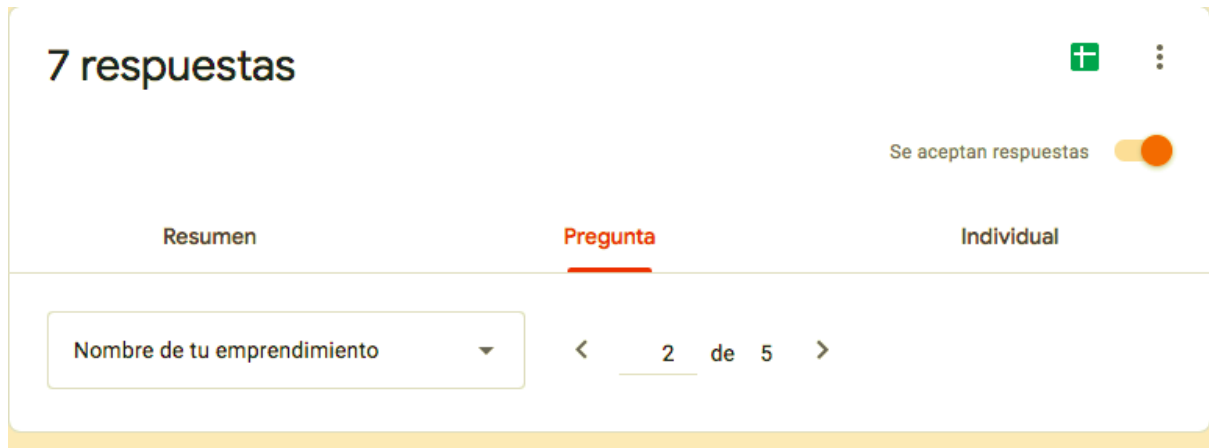 7 respuestas
Se aceptan respuestas
Resumen Pregunta Individual
Nombre de tu emprendimiento 2 de 5